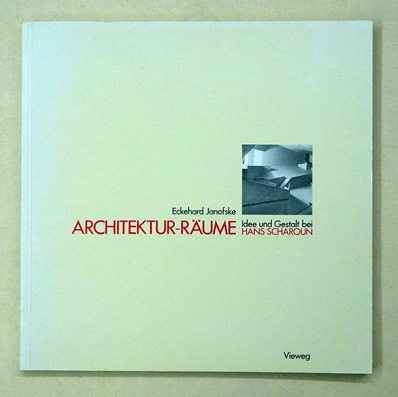 Eckehard Janofske
ARCHITEKTUR-RÄUME
Idee und Gestalt bei
HANS SCHAROUN
Vieweg